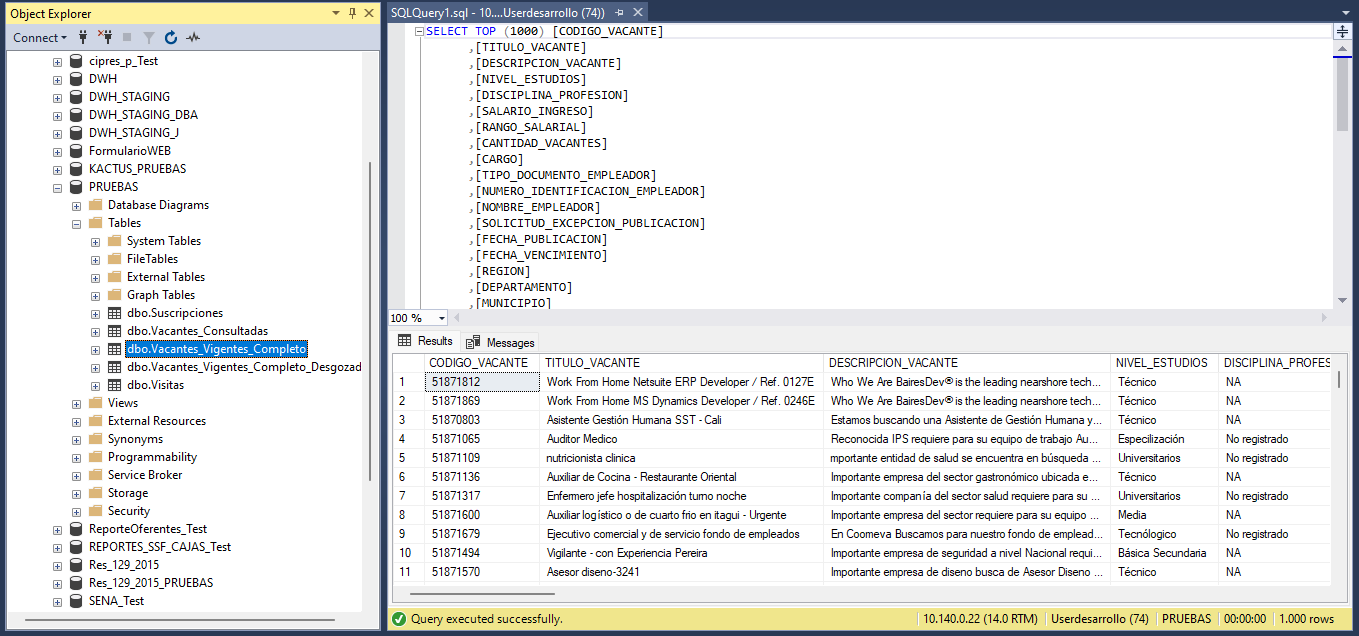 Object Explorer
Connect
cipres_p_Test
DWH
DWH_STAGING
DWH_STAGING_DBA
DWH_STAGING_J
FormularioWEB
KACTUS_PRUEBAS
PRUEBAS
Database Diagrams
Tables
System Tables
FileTables
External Tables
Graph Tables
dbo.Suscripciones
dbo.Vacantes_Consultadas
dbo.Vacantes_Vigentes_Completo
dbo.Vacantes_Vigentes_Completo_Desgozad
dbo.Visitas
Views
External Resources
Synonyms
Programmability
Service Broker
Storage
Security
ReporteOferentes_Test
REPORTES_SSF_CAJAS_Test
Res_129_2015
Res_129_2015_PRUEBAS
SENA_Test
SQLQuery1.sql - 10....Userdesarrollo (74))
SELECT TOP (1000) [CODIGO_VACANTE]
,[TITULO_VACANTE]
,[DESCRIPCION_VACANTE]
,[NIVEL_ESTUDIOS]
,[DISCIPLINA_PROFESION]
,[SALARIO_INGRESO]
,[RANGO_SALARIAL]
,[CANTIDAD_VACANTES]
,[CARGO]
,[TIPO_DOCUMENTO_EMPLEADOR]
,[NUMERO_IDENTIFICACION_EMPLEADOR]
,[NOMBRE_EMPLEADOR]
,[SOLICITUD_EXCEPCION_PUBLICACION]
,[FECHA_PUBLICACION]
,[FECHA_VENCIMIENTO]
,[REGION]
,[DEPARTAMENTO]
,[MUNICIPIO]
100 %
Results Messages
CODIGO_VACANTE TITULO_VACANTE DESCRIPCION_VACANTE NIVEL_ESTUDIOS DISCIPLINA_PROFES
1 51871812 Work From Home Netsuite ERP Developer / Ref. 0127E Who We Are BairesDev® is the leading nearshore tech... Técnico NA
2 51871869 Work From Home MS Dynamics Developer / Ref. 0246E Who We Are BairesDev® is the leading nearshore tech... Técnico NA
3 51870803 Asistente Gestión Humana SST - Cali Estamos buscando una Asistente de Gestión Humana y... Técnico NA
4 51871065 Auditor Medico Reconocida IPS requiere para su equipo de trabajo Au... Especilización No registrado
5 51871109 nutricionista clinica mportante entidad de salud se encuentra en búsqueda ... Universitarios No registrado
6 51871136 Auxiliar de Cocina - Restaurante Oriental Importante empresa del sector gastronómico ubicada e... Técnico NA
7 51871317 Enfermero jefe hospitalización turno noche Importante compañía del sector salud requiere para su ... Universitarios No registrado
8 51871600 Auxiliar logístico o de cuarto frio en itagui - Urgente Importante empresa del sector requiere para su equipo ... Media NA
9 51871679 Ejecutivo comercial y de servicio fondo de empleados En Coomeva Buscamos para nuestro fondo de emplead... Tecnólogico No registrado
10 51871494 Vigilante - con Experiencia Pereira Importante empresa de seguridad a nivel Nacional requi... Básica Secundaria NA
11 51871570 Asesor diseno-3241 Importante empresa de diseno busca de Asesor Diseno ... Técnico NA
Query executed successfully. 10.140.0.22 (14.0 RTM) Userdesarrollo (74) PRUEBAS 00:00:00 1.000 rows